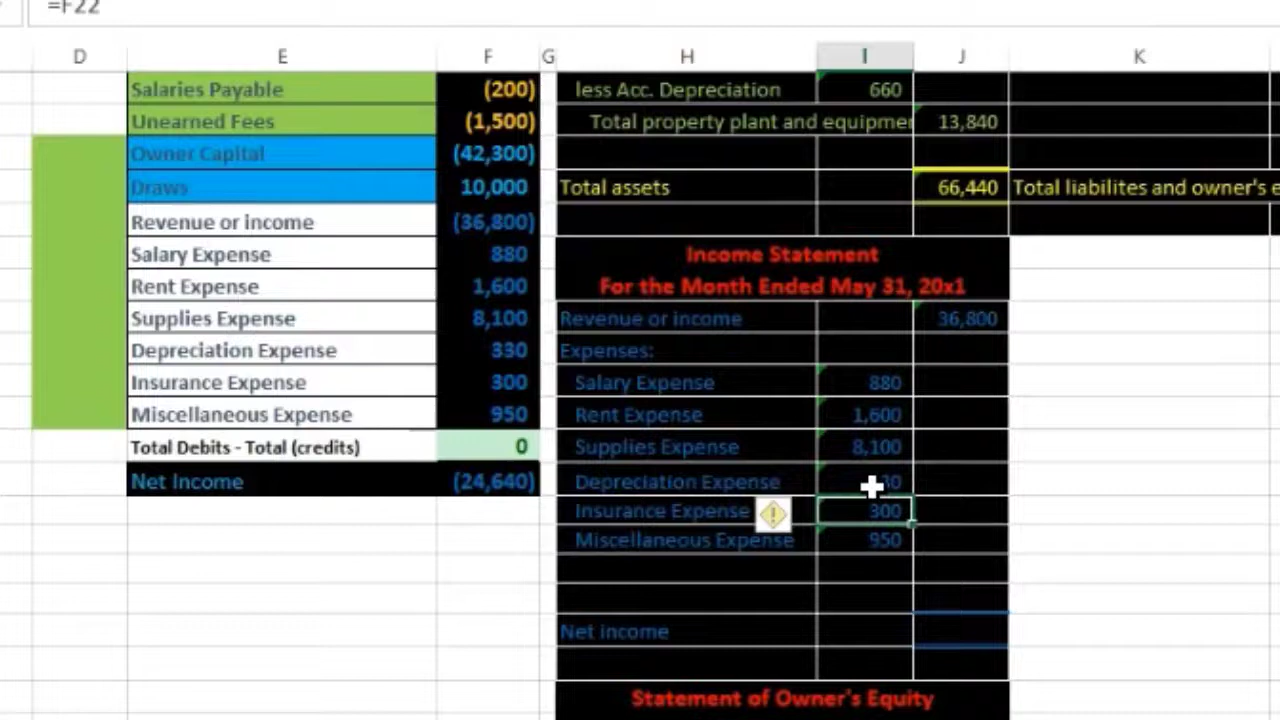 =F22
D E F G H I J K
Salaries Payable (200) less Acc. Depreciation 660
Unearned Fees (1,500) Total property plant and equipmer 13,840
Owner Capital (42,300)
Draws 10,000 Total assets 66,440 Total liabilites and owner's e
Revenue or income (36,800)
Salary Expense 880 Income Statement
Rent Expense 1,600 For the Month Ended May 31, 20x1
Supplies Expense 8,100 Revenue or income 36,800
Depreciation Expense 330 Expenses:
Insurance Expense 300 Salary Expense 880
Miscellaneous Expense 950 Rent Expense 1,600
Total Debits - Total (credits) 0 Supplies Expense 8,100
Net Income (24,640) Depreciation Expense 30
Insurance Expense 300
Miscellaneous Expense 950
Net income
Statement of Owner's Equity